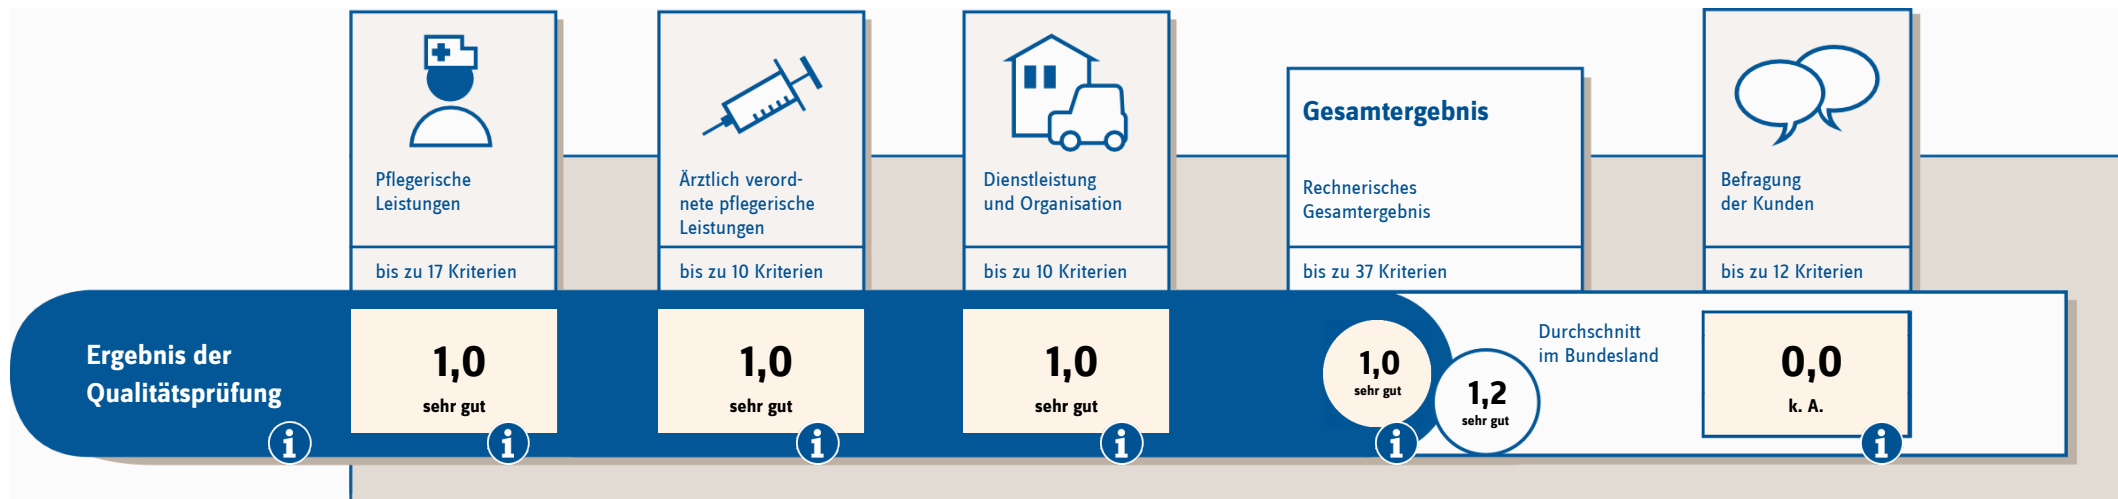 Pflegerische
Leistungen
bis zu 17 Kriterien
Ärztlich verord-
nete pflegerische
Leistungen
bis zu 10 Kriterien
Dienstleistung
und Organisation
bis zu 10 Kriterien
Gesamtergebnis
Rechnerisches
Gesamtergebnis
bis zu 37 Kriterien
Befragung
der Kunden
bis zu 12 Kriterien
Ergebnis der
Qualitätsprüfung
i
1,0
sehr gut
i
1,0
sehr gut
i
1,0
sehr gut
i
1,0
sehr gut
i
1,2
sehr gut
Durchschnitt
im Bundesland
0,0
k. A.
i